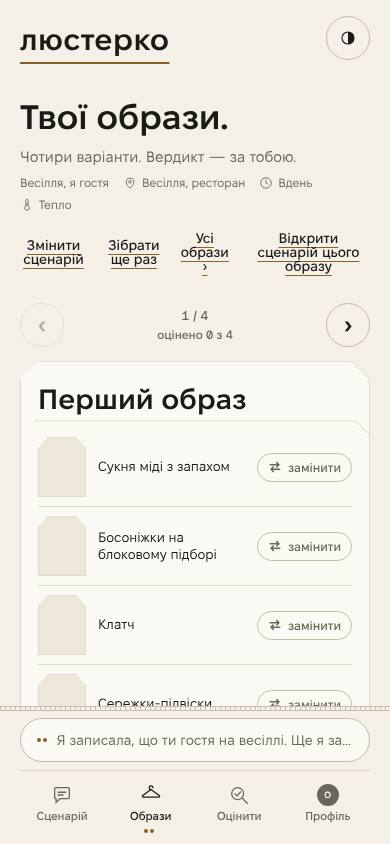 люстерко
Твої образи.
Чотири варіанти. Вердикт — за тобою.
Весілля, я гостя Весілля, ресторан Вдень
Тепло
Змінити
сценарій
Зібрати
ще раз
Усі
образи
›
Відкрити
сценарій цього
образу
‹
1 / 4
оцінено 0 з 4
›
Перший образ
Сукня міді з запахом
замінити
Босоніжки на
блоковому підборі
замінити
Клатч
замінити
Сережки-підвіски
замінити
Я записала, що ти гостя на весіллі. Ще я за...
Сценарій
Образи
Оцінити
О
Профіль